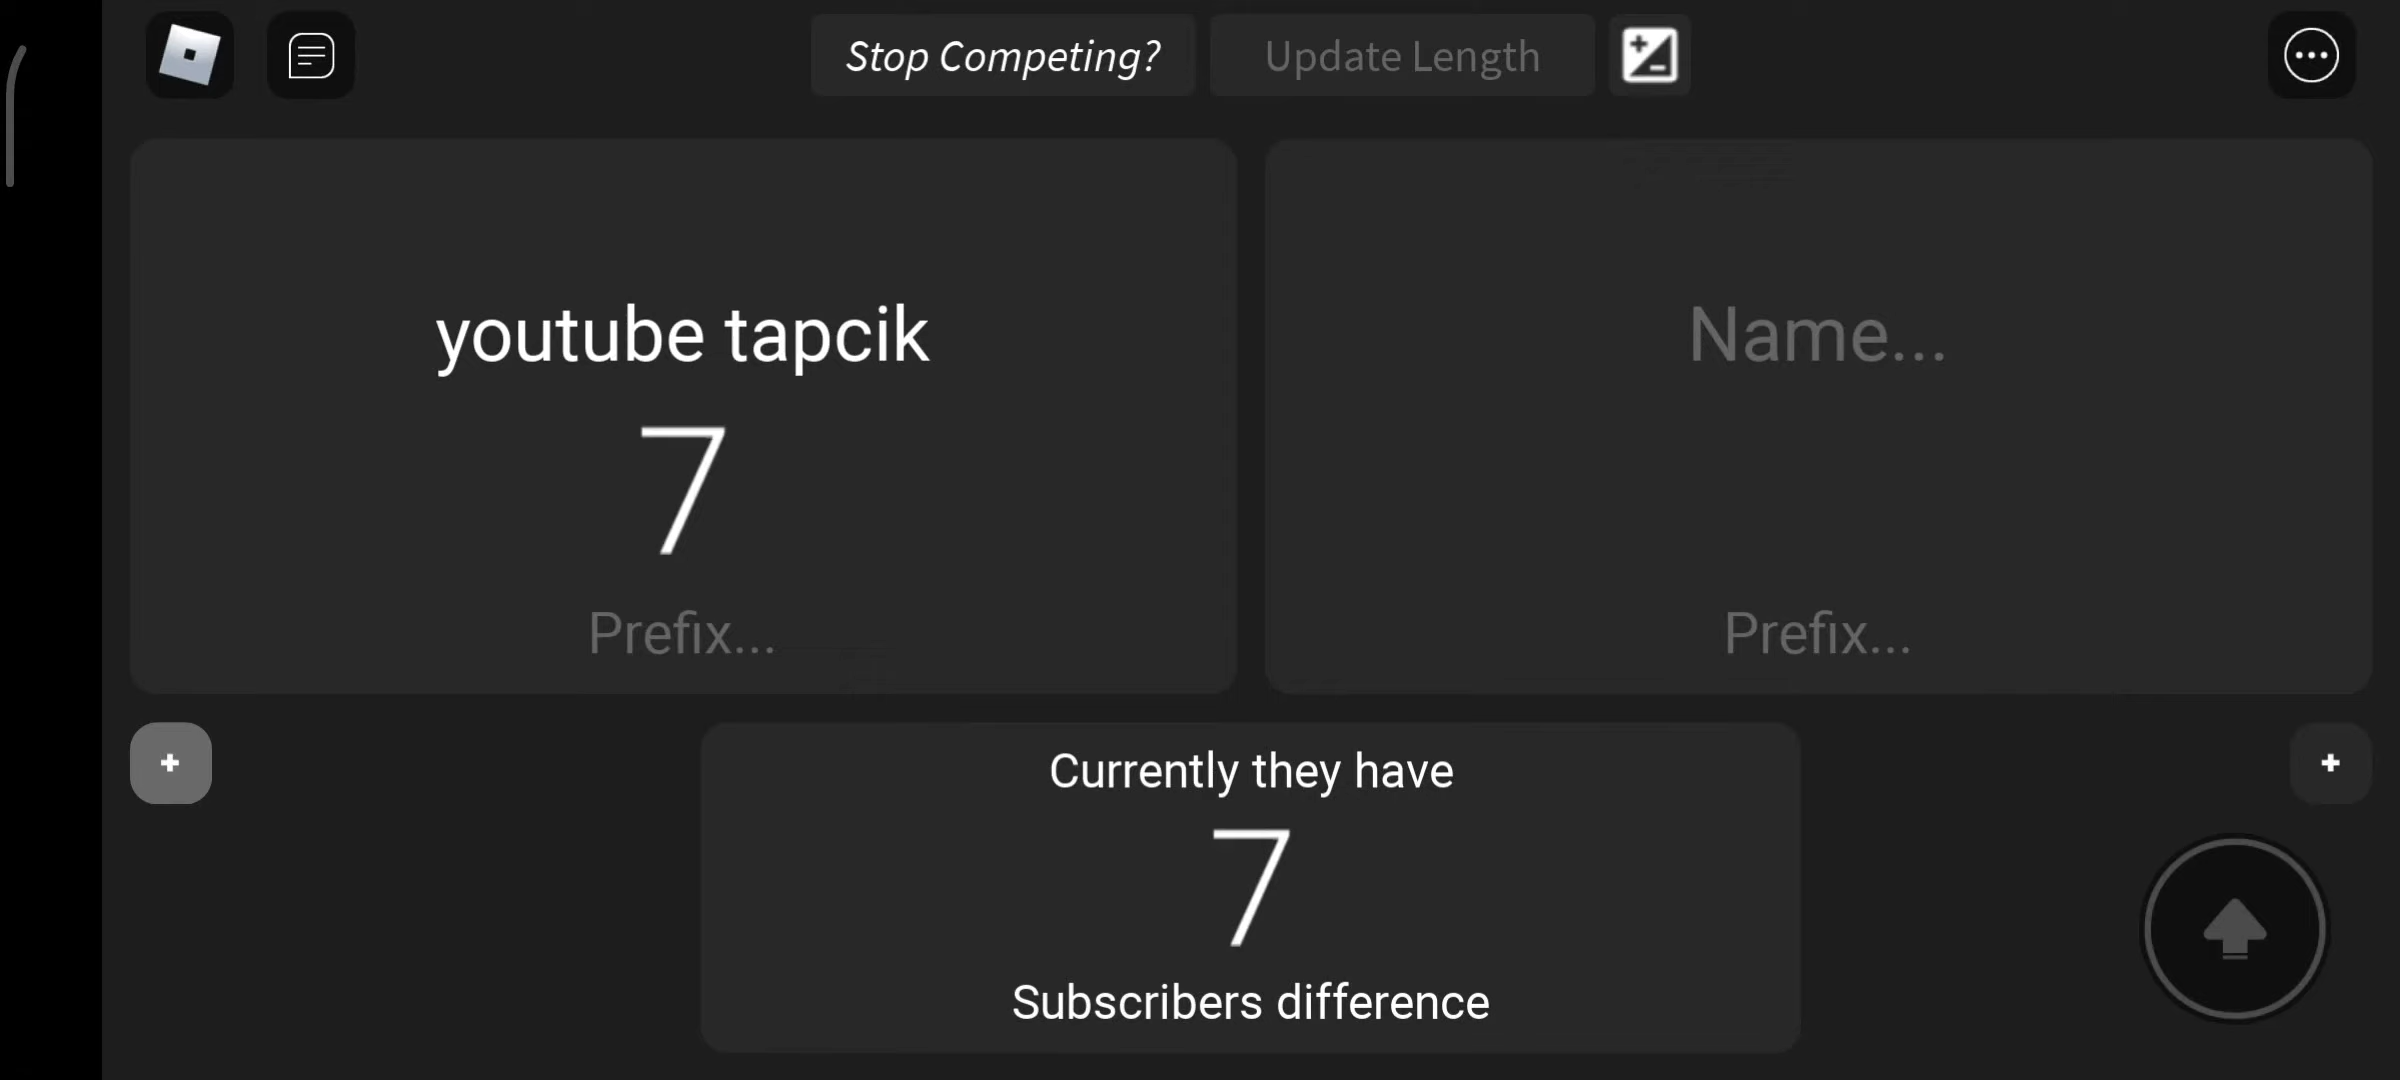 Stop Competing?
Update Length
youtube tapcik
7
Prefix...
Name...
Prefix...
Currently they have
7
Subscribers difference